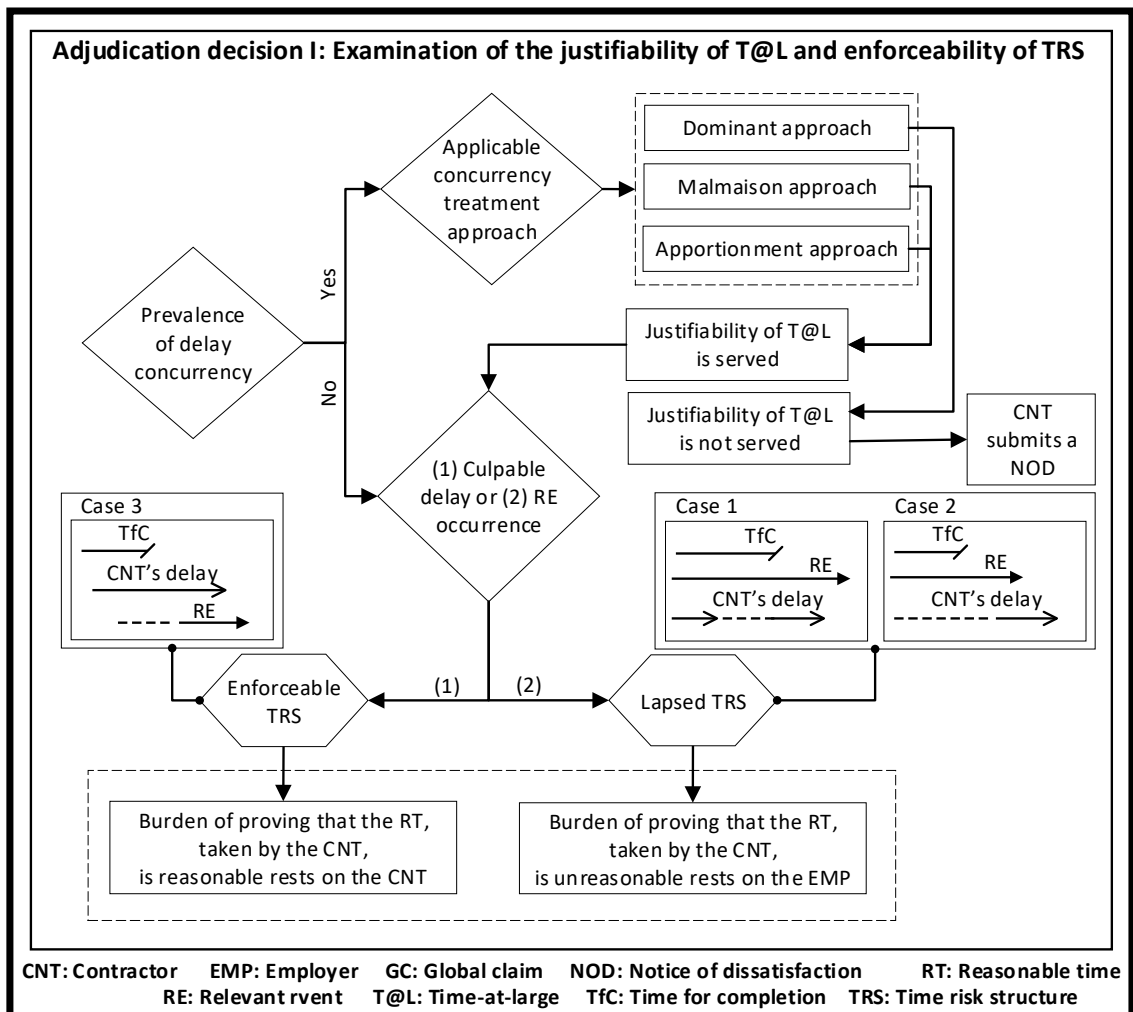 Adjudication decision I: Examination of the justifiability of T@L and enforceability of TRS
Applicable
concurrency
treatment
approach
Dominant approach
Malmaison approach
Apportionment approach
Yes
Prevalence
of delay
concurrency
No
Justifiability of T@L
is served
Justifiability of T@L
is not served
CNT
submits a
NOD
(1) Culpable
delay or (2) RE
occurrence
Case 3
TfC
CNT's delay
RE
Case 1
TfC
RE
CNT's delay
Case 2
TfC
RE
CNT's delay
Enforceable
TRS
(1)
(2)
Lapsed TRS
Burden of proving that the RT,
taken by the CNT,
is reasonable rests on the CNT
Burden of proving that the RT,
taken by the CNT,
is unreasonable rests on the EMP
CNT: Contractor EMP: Employer GC: Global claim NOD: Notice of dissatisfaction RT: Reasonable time
RE: Relevant rvent T@L: Time-at-large TfC: Time for completion TRS: Time risk structure